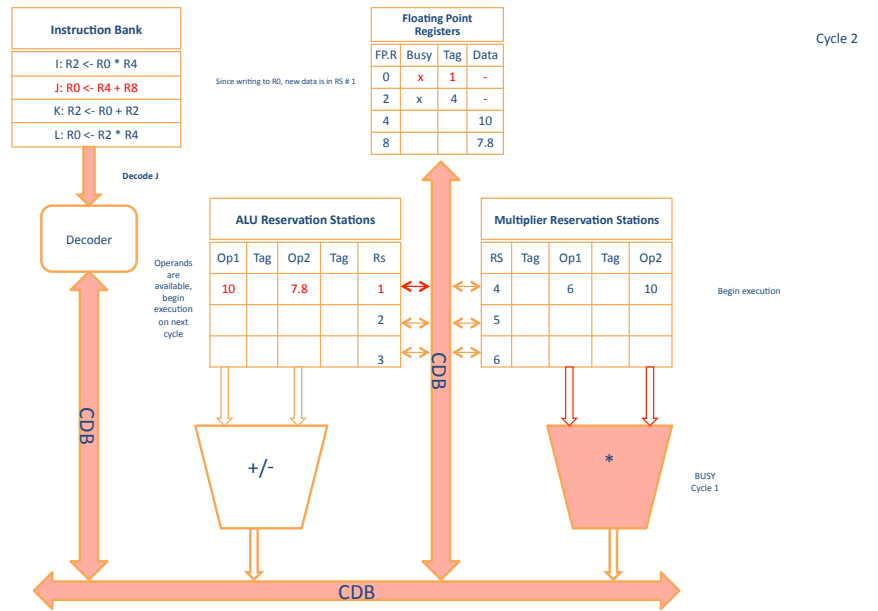 Cycle 2
Instruction Bank
I: R2 <- R0 * R4
J: R0 <- R4 + R8
K: R2 <- R0 + R2
L: R0 <- R2 * R4
Floating Point
Registers
FP.R Busy Tag Data
0 x 1 -
2 x 4 -
4 10
8 7.8
Since writing to R0, new data is in RS # 1
Decode J
Decoder
Operands
are
available,
begin
execution
on next
cycle
ALU Reservation Stations
Op1 Tag Op2 Tag Rs
10 7.8 1
2
3
Multiplier Reservation Stations
RS Tag Op1 Tag Op2
4 6 10
5
6
Begin execution
CDB
CDB
+/-
*
BUSY
Cycle 1
CDB